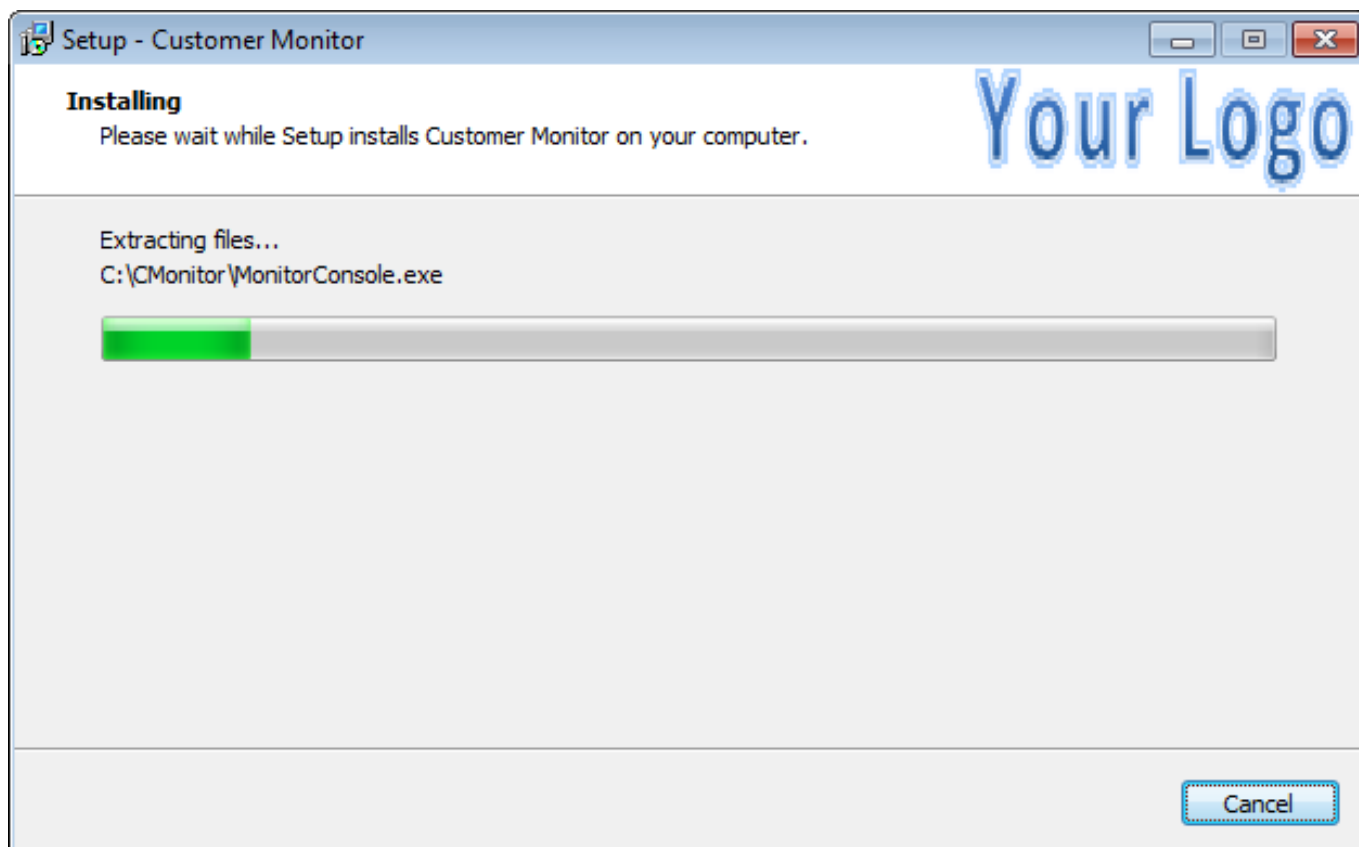 Setup - Customer Monitor
Installing
Please wait while Setup installs Customer Monitor on your computer.
Your Logo
Extracting files...
C:\CMonitor\MonitorConsole.exe
Cancel